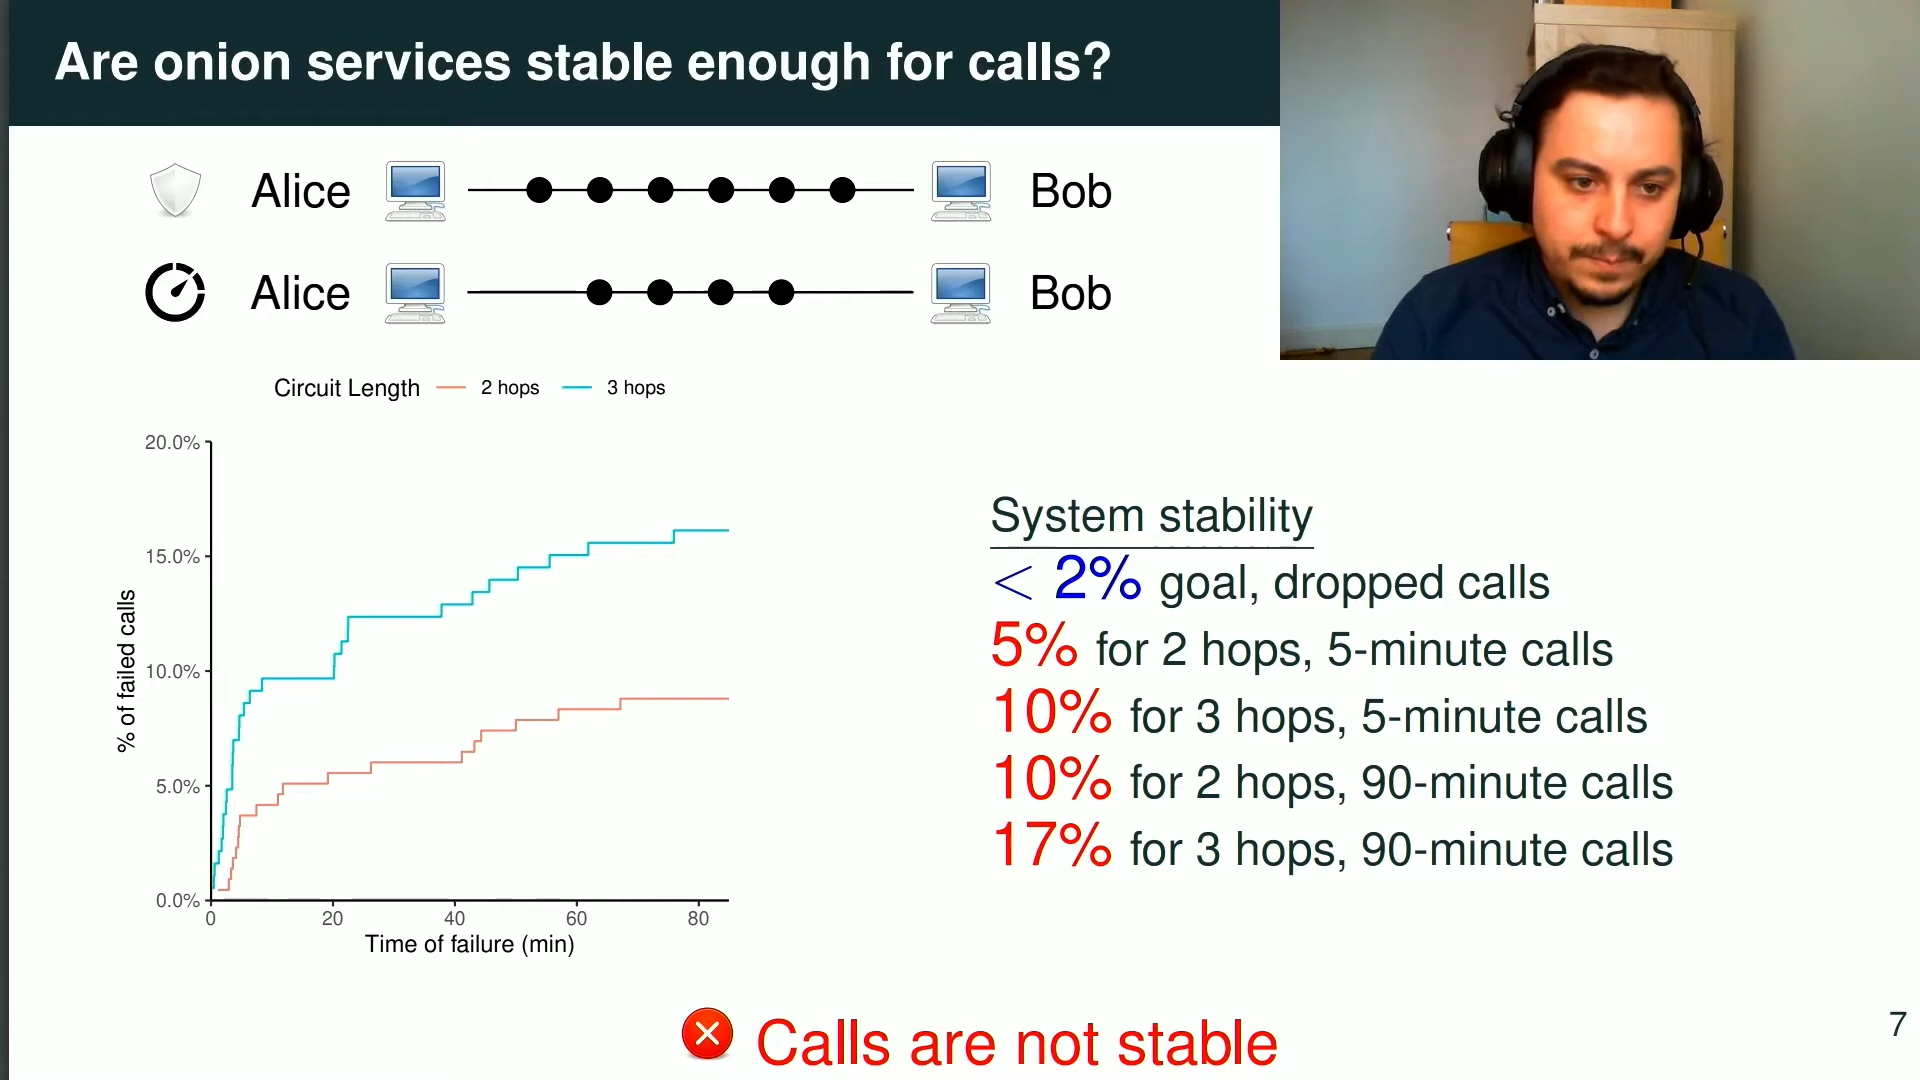 Are onion services stable enough for calls?
Alice Bob
Alice Bob
Circuit Length 2 hops 3 hops
20.0%
15.0%
10.0%
5.0%
0.0%
% of failed calls
0 20 40 60 80
Time of failure (min)
System stability
< 2% goal, dropped calls
5% for 2 hops, 5-minute calls
10% for 3 hops, 5-minute calls
10% for 2 hops, 90-minute calls
17% for 3 hops, 90-minute calls
Calls are not stable
7